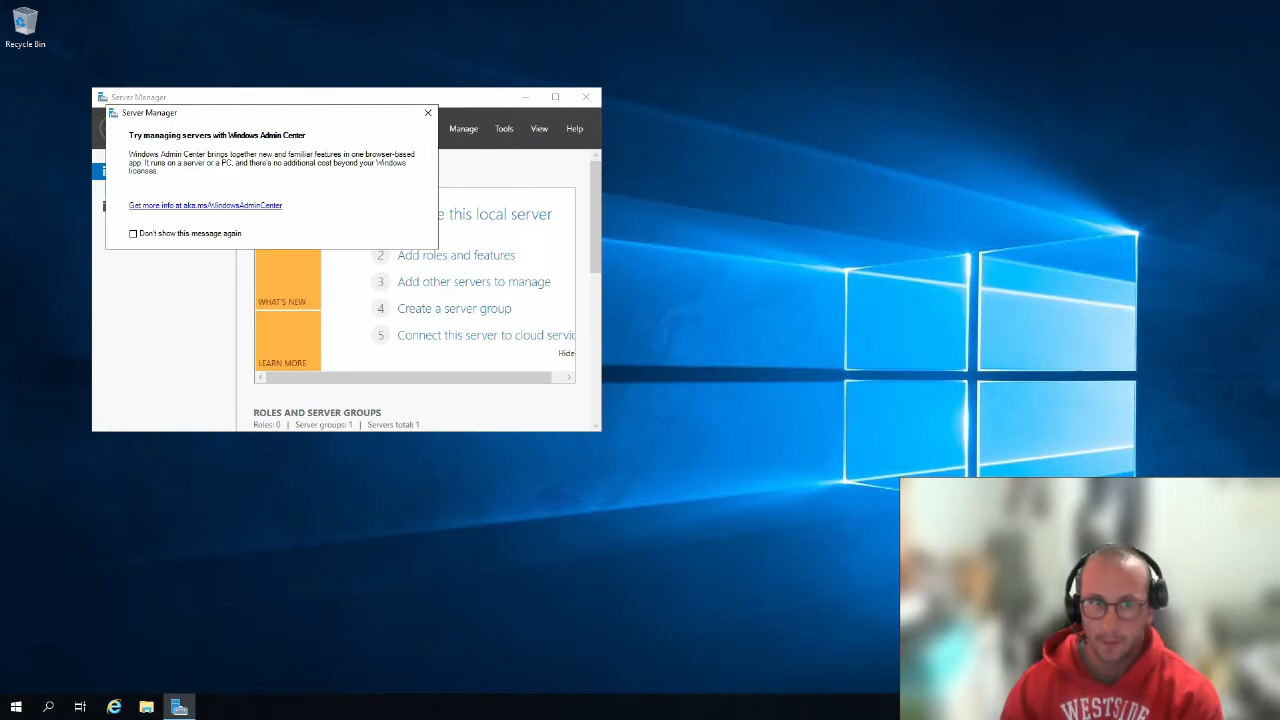 Recycle Bin
Server Manager
Server Manager
Try managing servers with Windows Admin Center
Windows Admin Center brings together new and familiar features in one browser-based
app. It runs on a server or a PC, and there's no additional cost beyond your Windows
licenses.
Get more info at aka.ms/WindowsAdminCenter
Don't show this message again
Manage Tools View Help
e this local server
2 Add roles and features
3 Add other servers to manage
4 Create a server group
5 Connect this server to cloud servic
Hide
WHAT'S NEW
LEARN MORE
ROLES AND SERVER GROUPS
Roles: 0 | Server groups: 1 | Servers total: 1
WESTSIDE